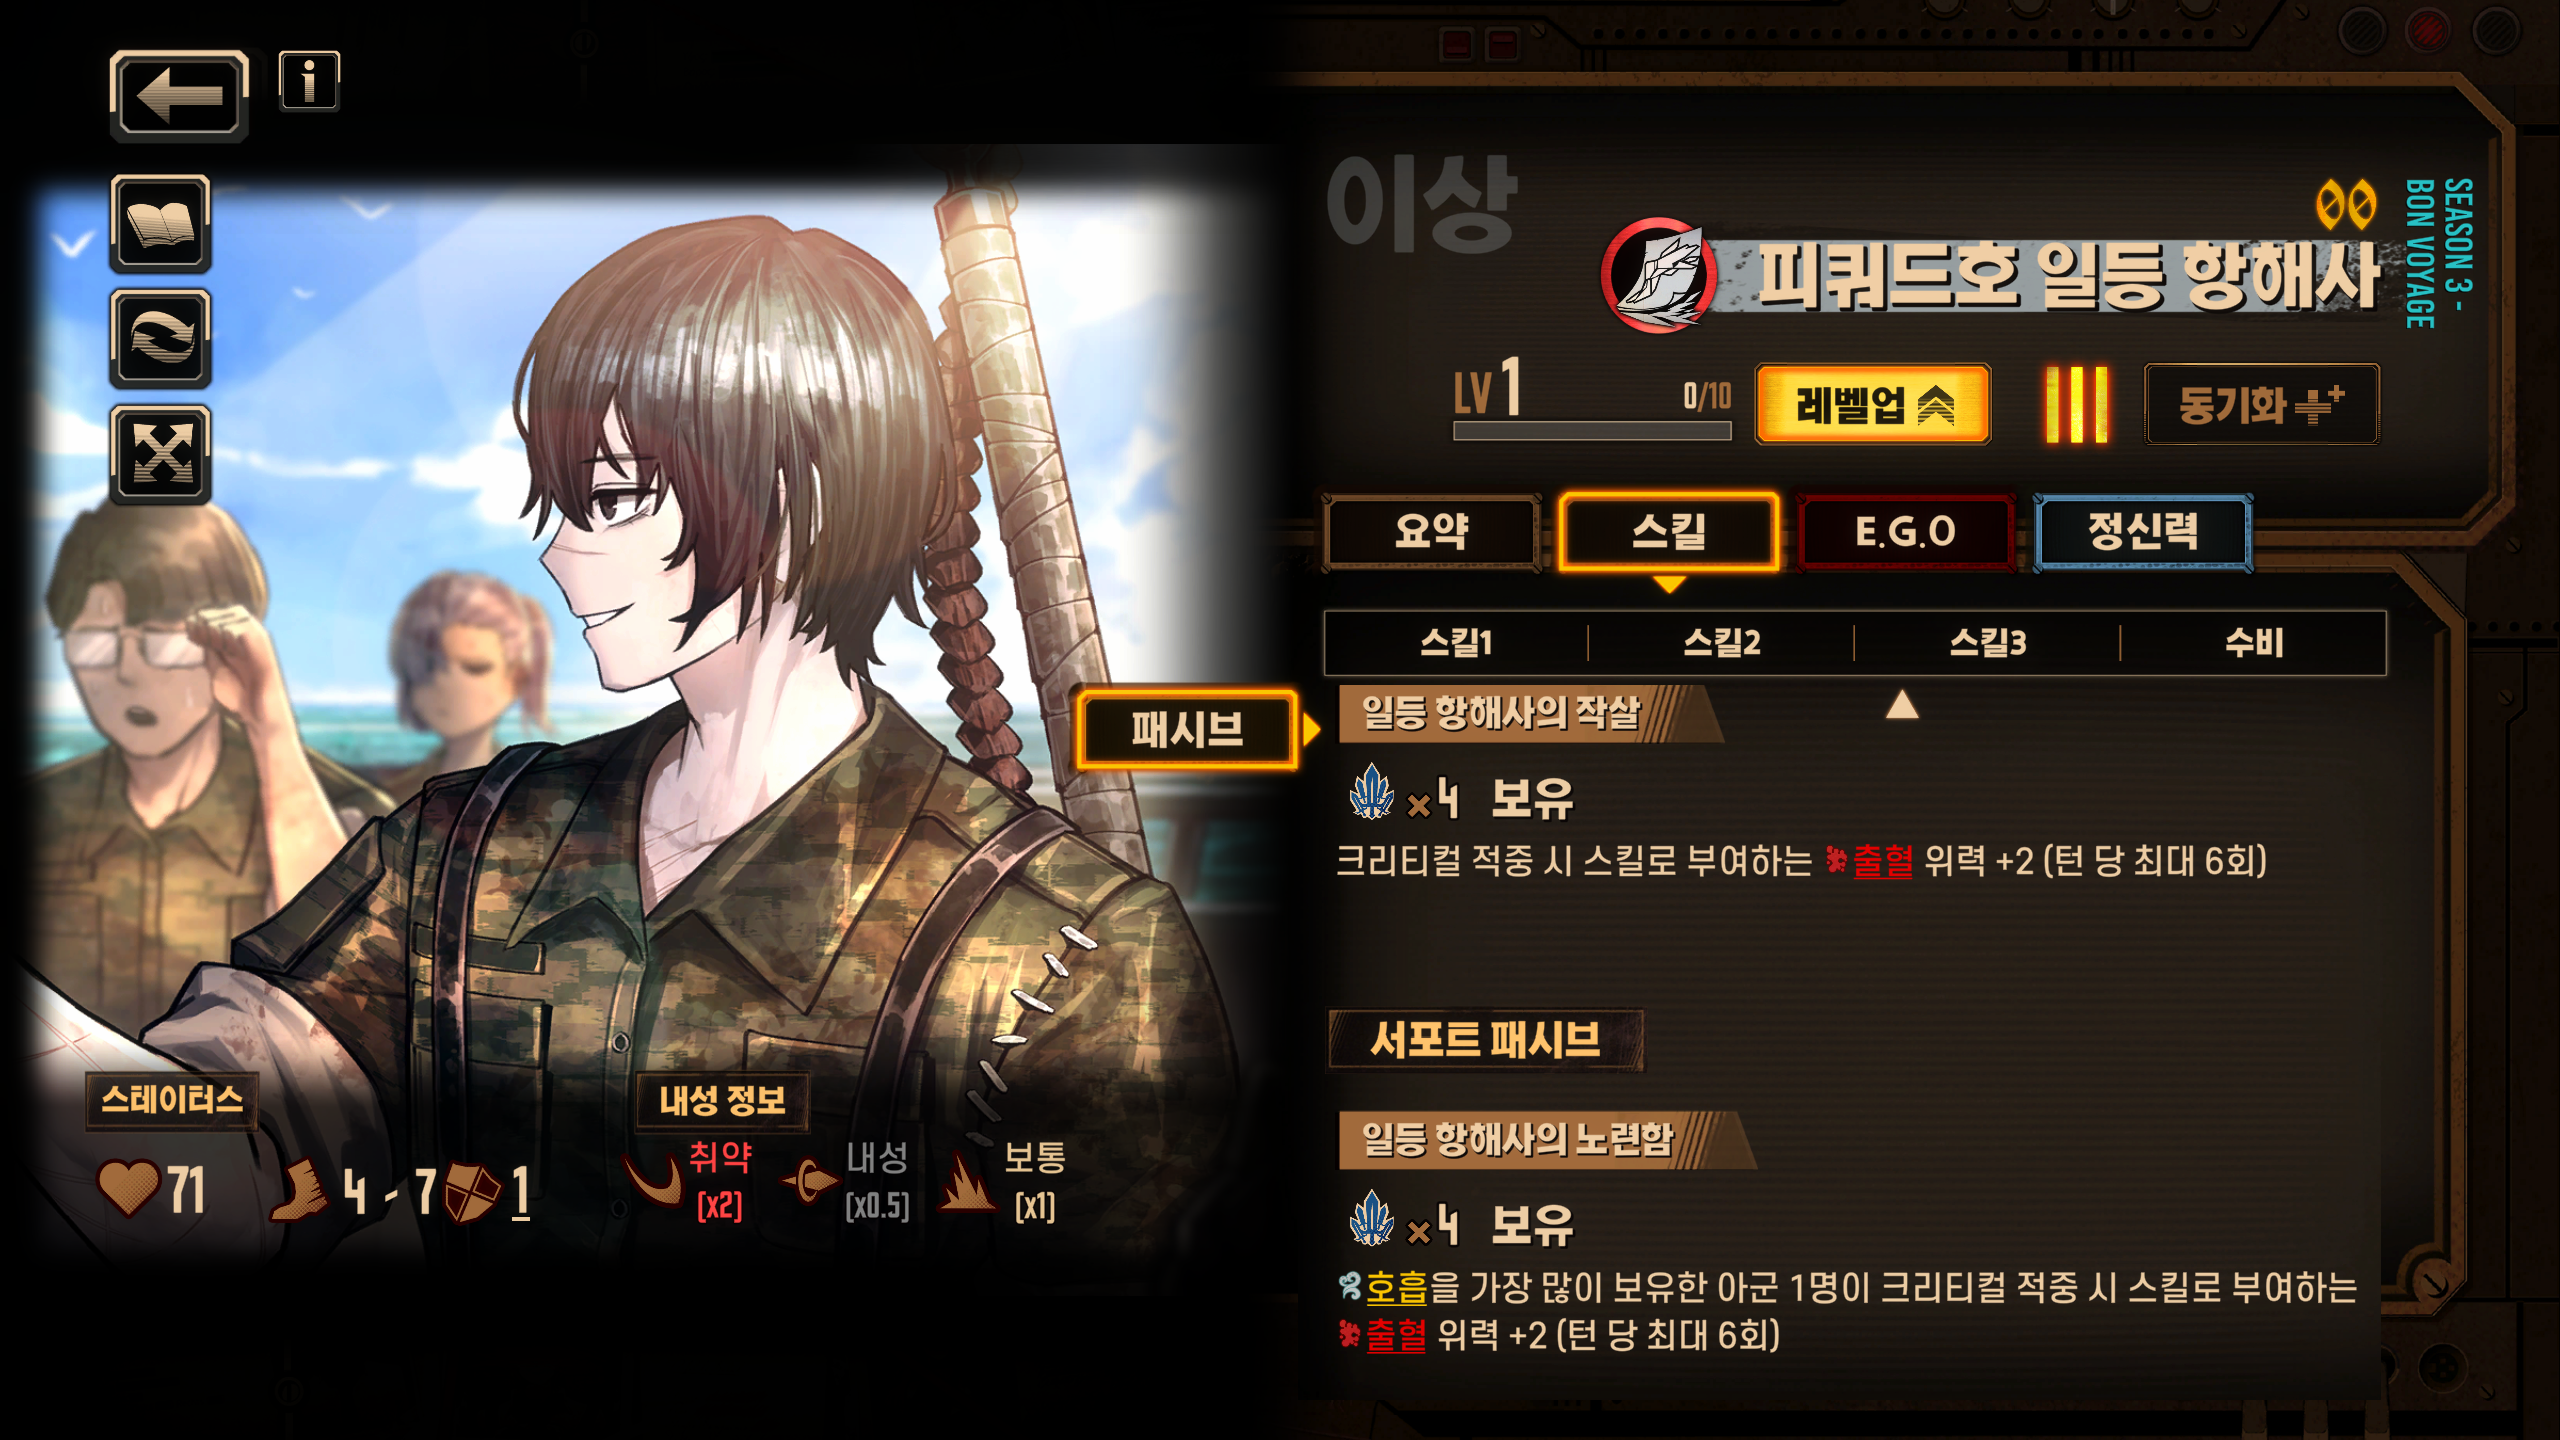 이상
피쿼드호 일등 항해사
SEASON 3 -
BON VOYAGE
LV 1
0/10
레벨업
동기화
요약
스킬
E.G.O
정신력
스킬1
스킬2
스킬3
수비
패시브
일등 항해사의 작살
×4 보유
크리티컬 적중 시 스킬로 부여하는 출혈 위력 +2 (턴 당 최대 6회)
서포트 패시브
일등 항해사의 노련함
×4 보유
호흡을 가장 많이 보유한 아군 1명이 크리티컬 적중 시 스킬로 부여하는
출혈 위력 +2 (턴 당 최대 6회)
스테이터스
71
4 - 7
1
내성 정보
취약
[x2]
내성
[x0.5]
보통
[x1]